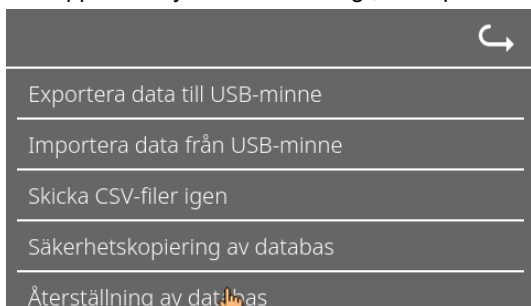 Exportera data till USB-minne
Importera data från USB-minne
Skicka CSV-filer igen
Säkerhetskopiering av databas
Återställning av databas